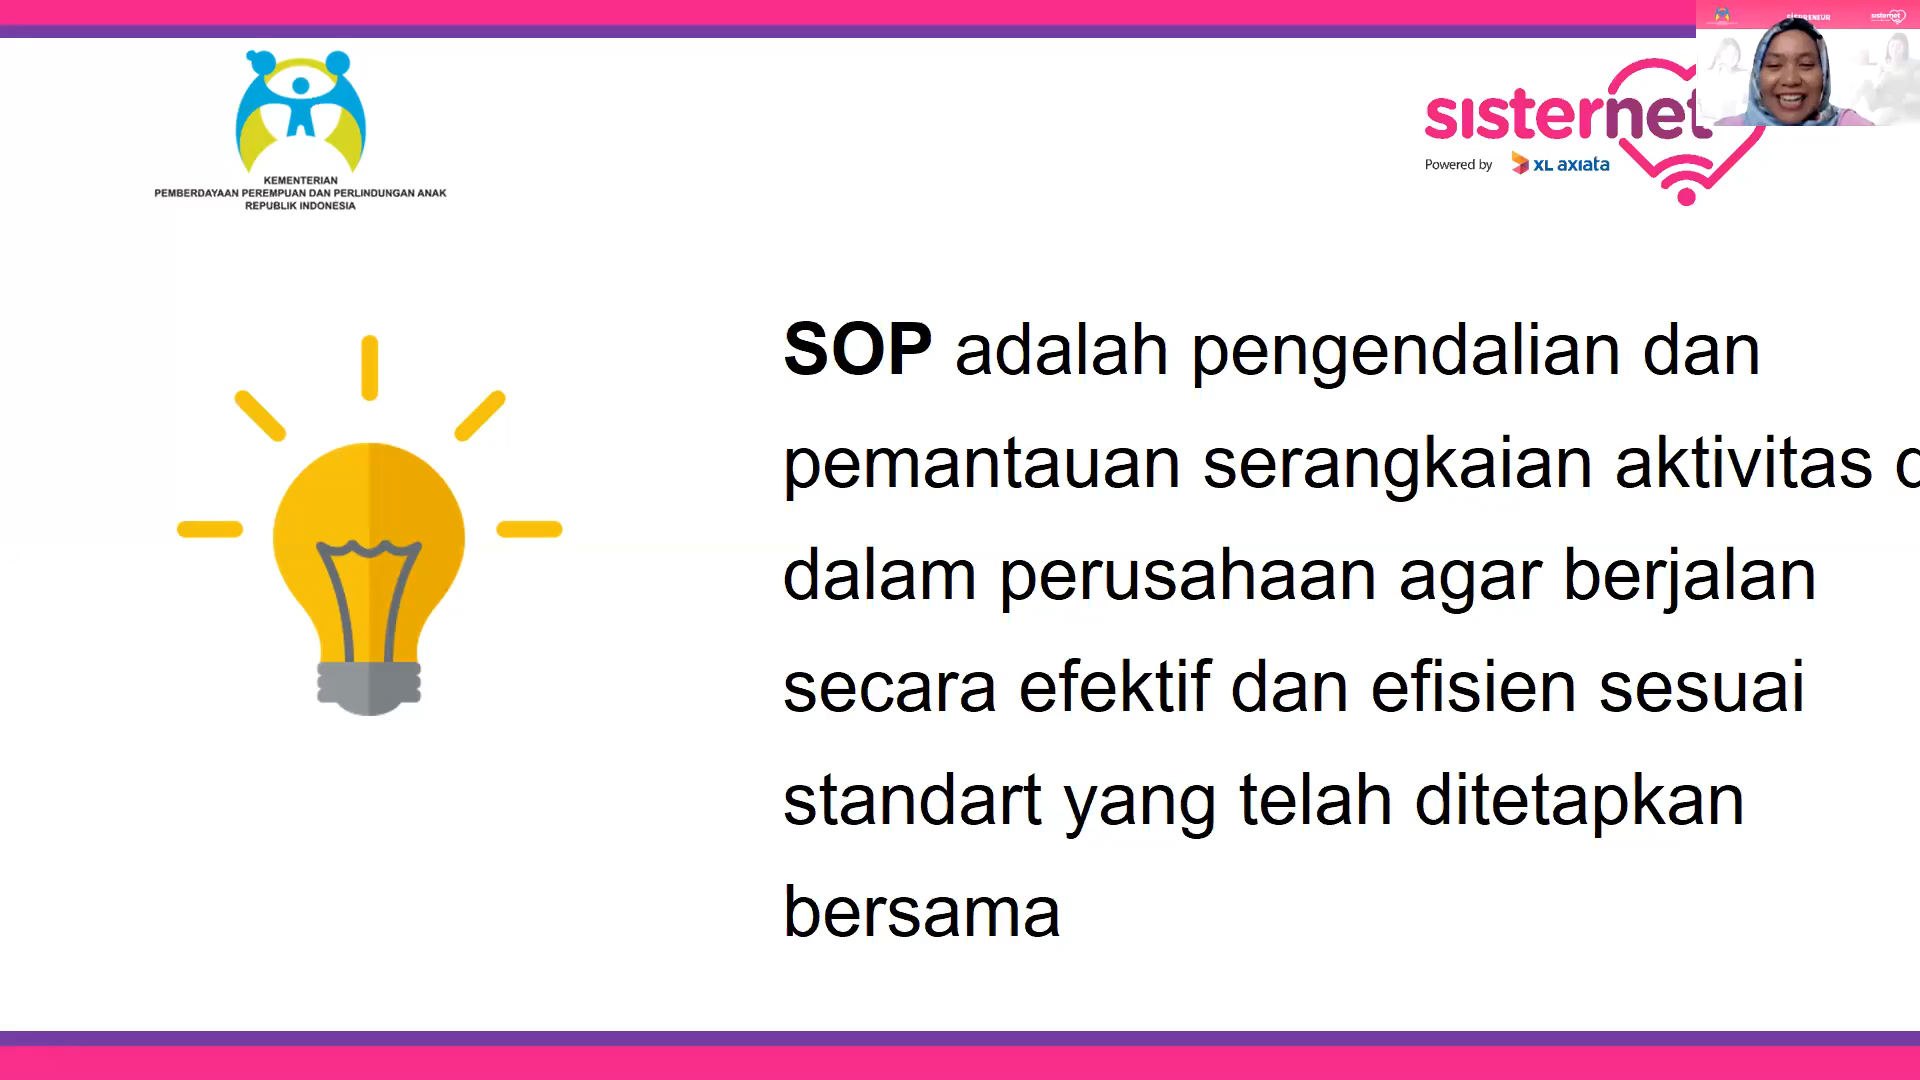 KEMENTERIAN
PEMBERDAYAAN PEREMPUAN DAN PERLINDUNGAN ANAK
REPUBLIK INDONESIA
sisternet
Powered by XL axiata
sisternet
SOP adalah pengendalian dan
pemantauan serangkaian aktivitas
dalam perusahaan agar berjalan
secara efektif dan efisien sesuai
standart yang telah ditetapkan
bersama